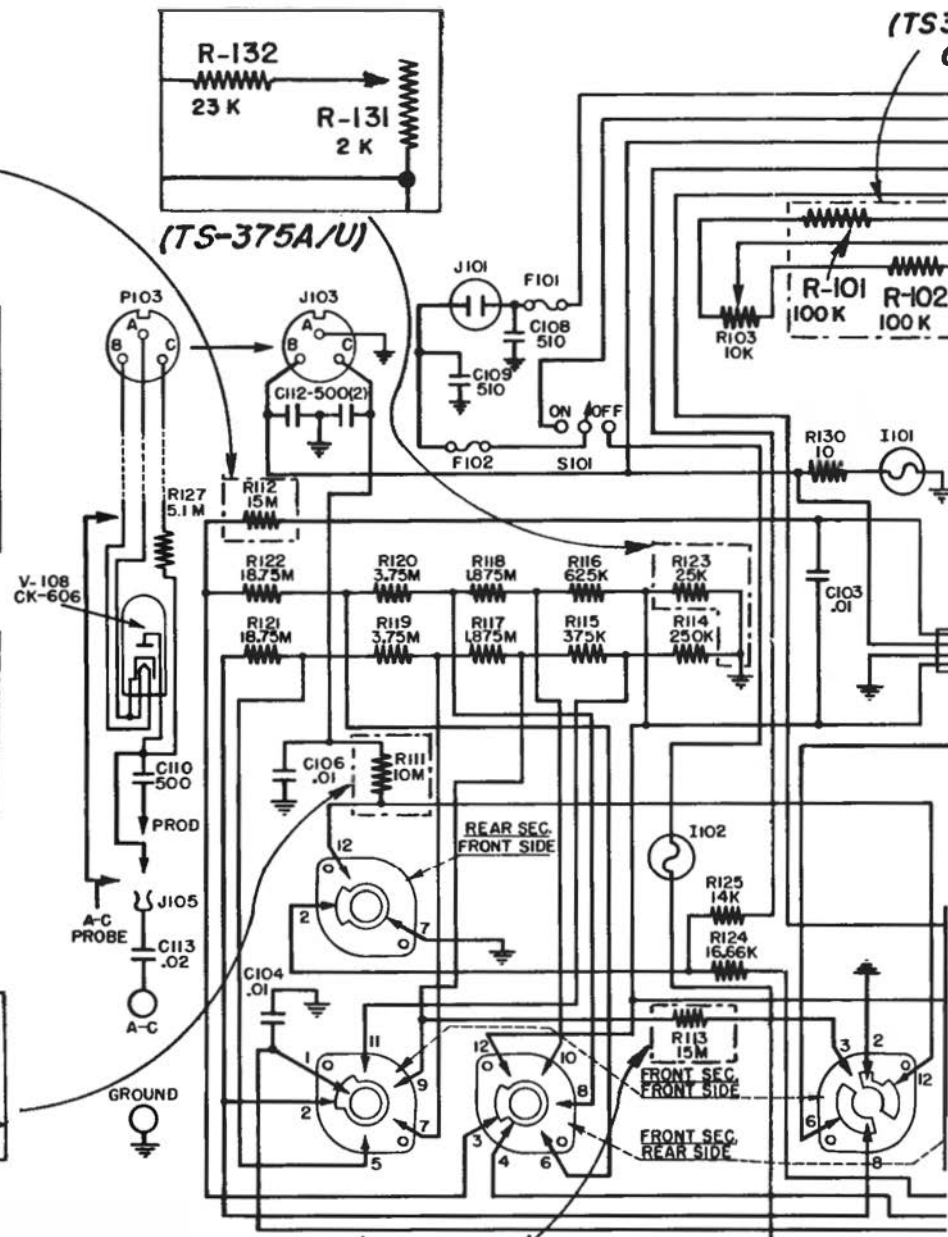 (TS3
R-132
23 K
R-131
2 K
(TS-375A/U)
P103
A
B
C
J103
A
B
C
C112-500(2)
J101
F101
C108
510
C109
510
ON
OFF
F102
S101
R-101
100 K
R-102
100 K
R103
10K
R130
10
I101
R127
5.1 M
R112
15M
V-108
CK-606
R122
18.75M
R120
3.75M
R118
1.875M
R116
625K
R123
25K
R121
18.75M
R119
3.75M
R117
1.875M
R115
375K
R114
250K
C103
.01
C110
500
PROD
C106
.01
R111
10M
REAR SEC.
FRONT SIDE
12
2
7
I102
J105
A-C
PROBE
C113
.02
A-C
R125
14K
R124
16.66K
C104
.01
R113
15M
1
11
9
2
7
5
12
10
8
3
4
6
FRONT SEC.
FRONT SIDE
FRONT SEC.
REAR SIDE
3
2
12
6
8
GROUND